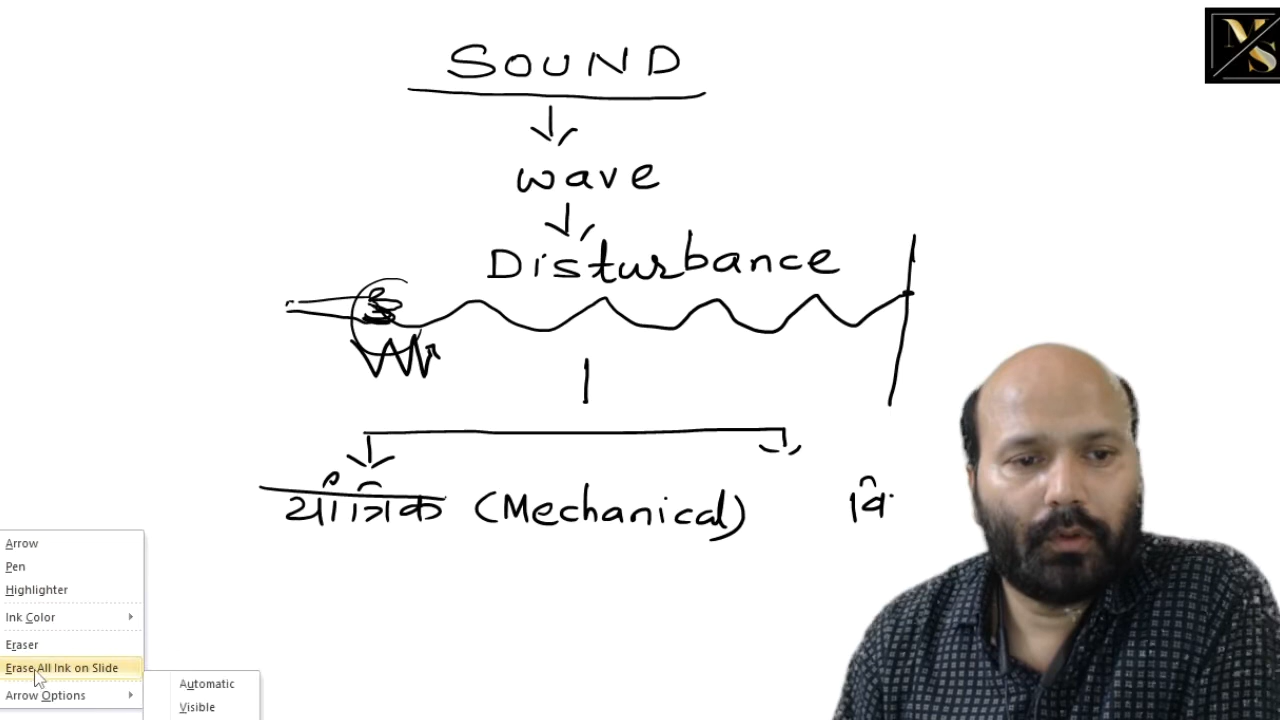 MS
SOUND
wave
Disturbance
यांत्रिक (Mechanical) वि
Arrow
Pen
Highlighter
Ink Color
Eraser
Erase All Ink on Slide
Arrow Options
Automatic
Visible